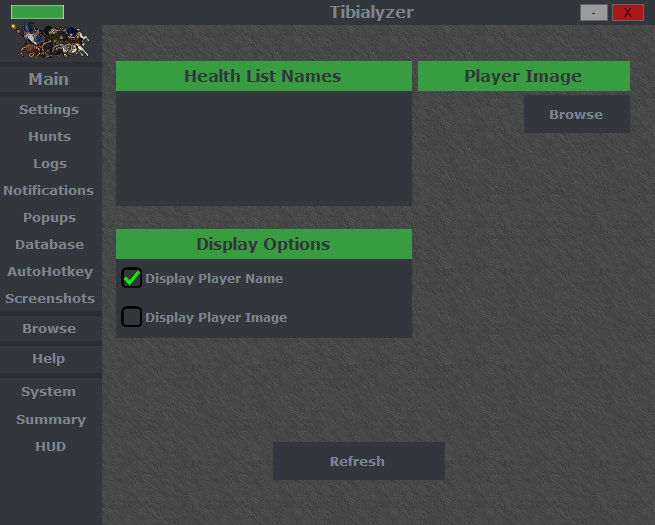 Tibialyzer
-
X
Main
Settings
Hunts
Logs
Notifications
Popups
Database
AutoHotkey
Screenshots
Browse
Help
System
Summary
HUD
Health List Names
Player Image
Browse
Display Options
Display Player Name
Display Player Image
Refresh